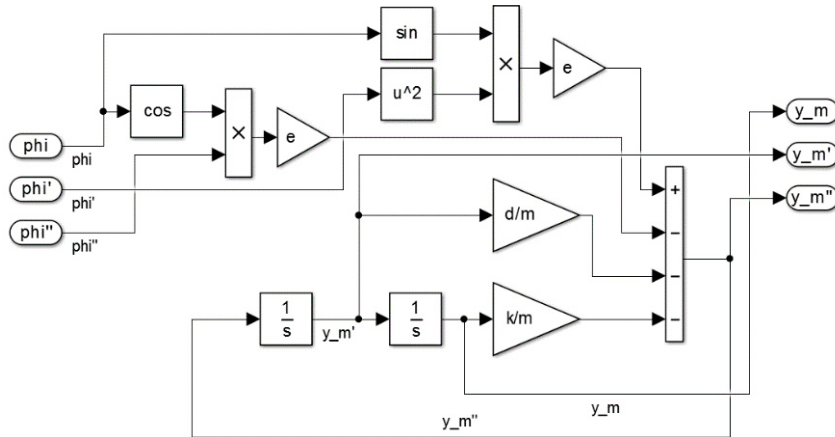 sin
e
×
cos
u^2
y_m
×
e
phi
phi
y_m'
phi'
phi'
+
y_m''
d/m
−
phi''
phi''
−
1
s
1
s
k/m
−
y_m'
y_m
y_m''